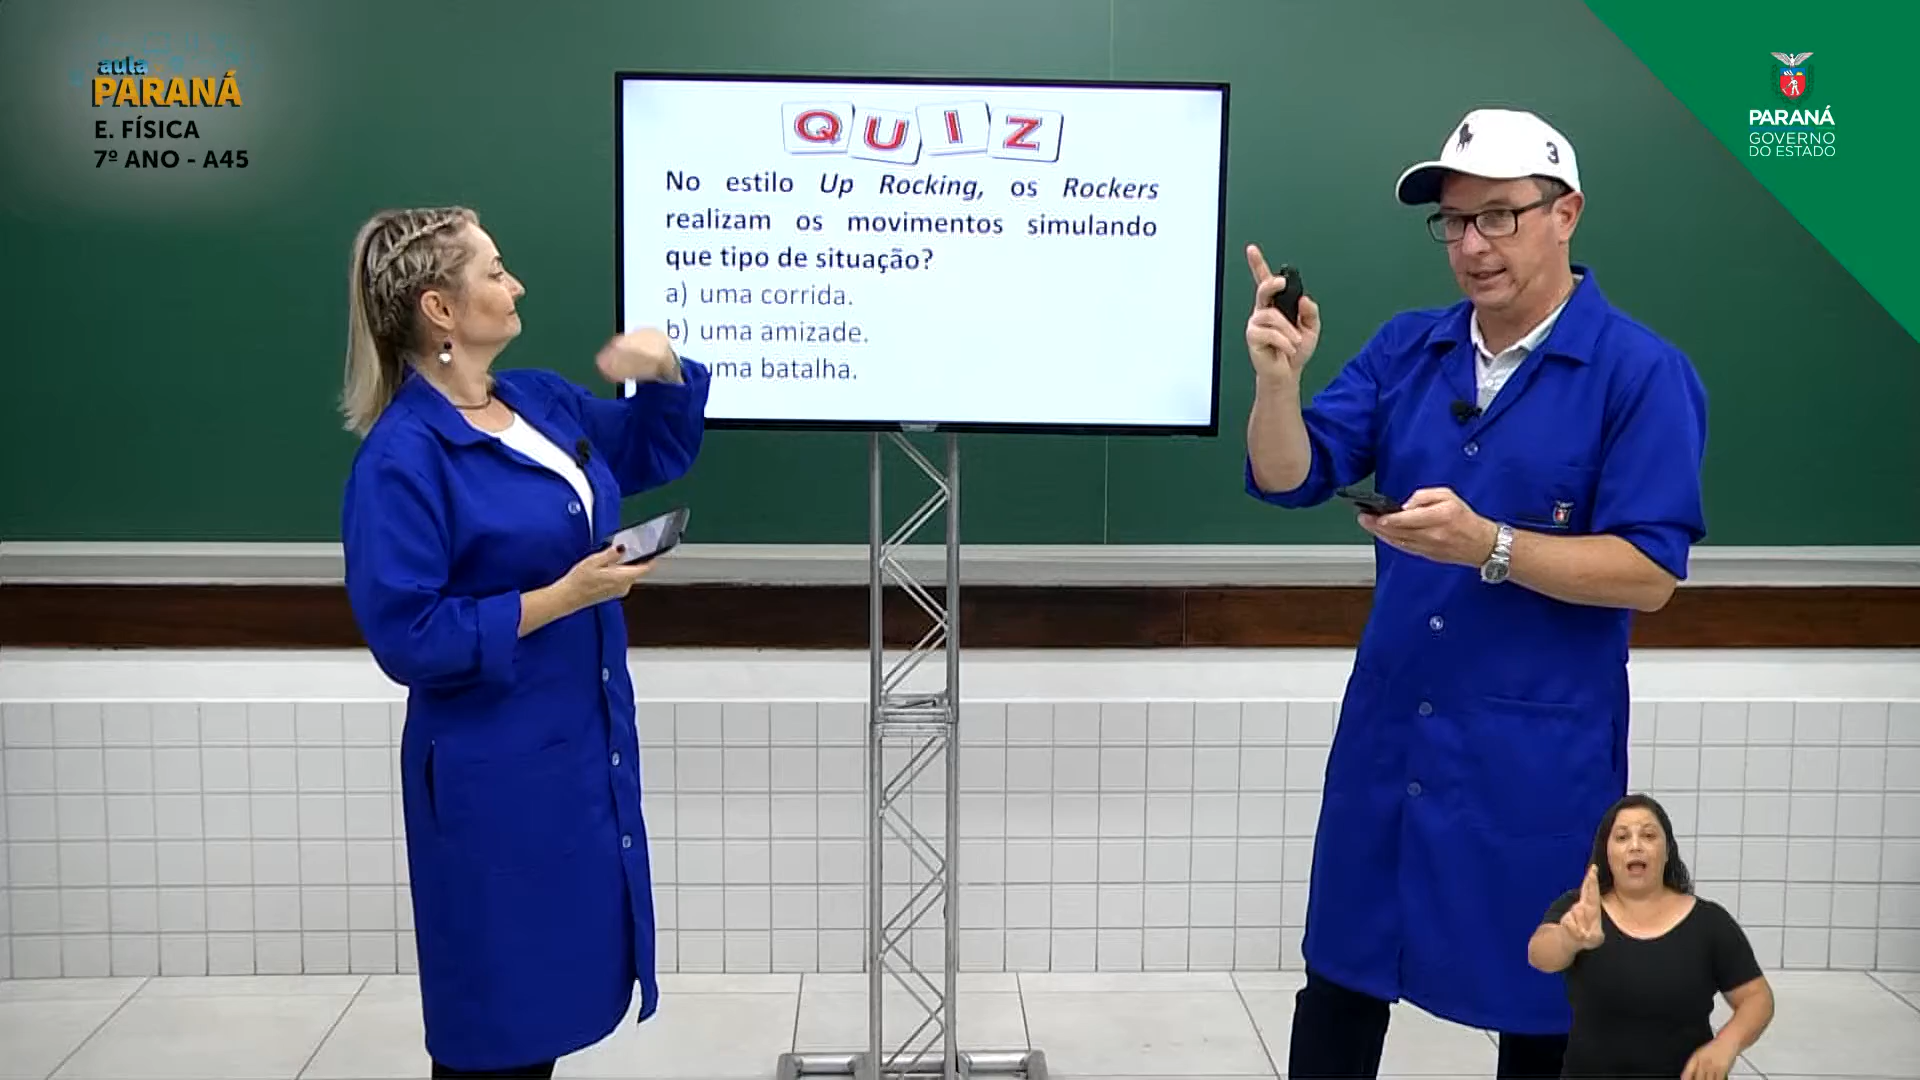 aula
PARANÁ
E. FÍSICA
7º ANO - A45
QUIZ
No estilo Up Rocking, os Rockers
realizam os movimentos simulando
que tipo de situação?
a) uma corrida.
b) uma amizade.
uma batalha.
3
PARANÁ
GOVERNO
DO ESTADO